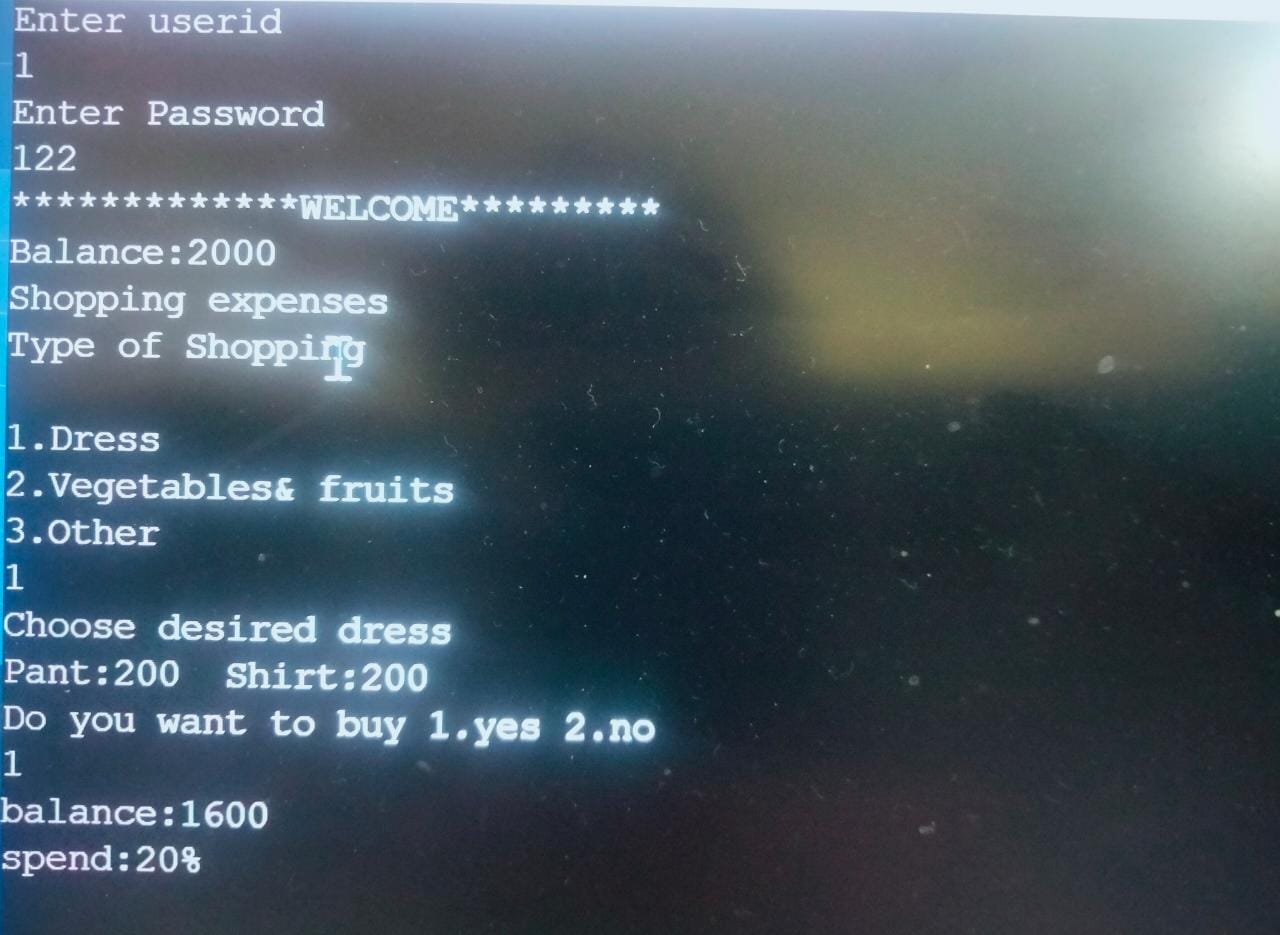 Enter userid
1
Enter Password
122
*************WELCOME*********
Balance:2000
Shopping expenses
Type of Shopping
1.Dress
2.Vegetables& fruits
3.Other
1
Choose desired dress
Pant:200  Shirt:200
Do you want to buy 1.yes 2.no
1
balance:1600
spend:20%